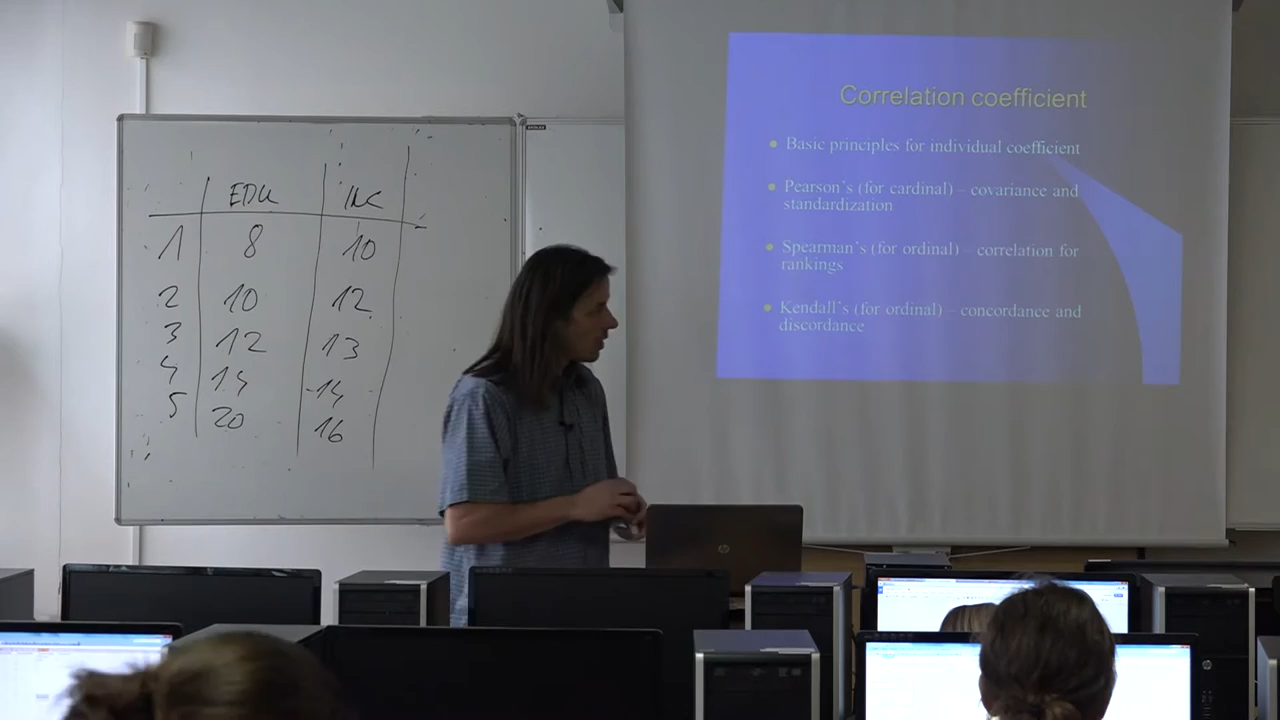 EDU INC
1 8 10
2 10 12
3 12 13
4 14 14
5 20 16
Correlation coefficient
• Basic principles for individual coefficient
• Pearson's (for cardinal) – covariance and
standardization
• Spearman's (for ordinal) – correlation for
rankings
• Kendall's (for ordinal) – concordance and
discordance
hp